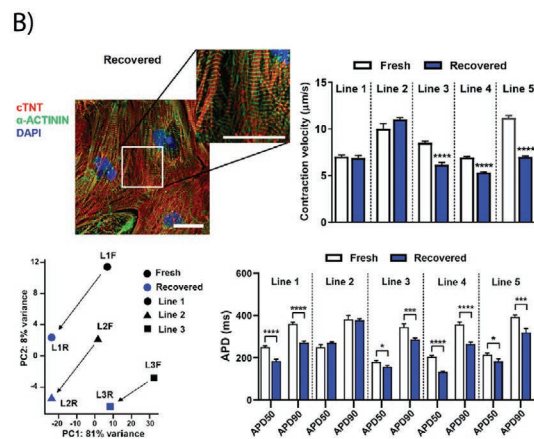 B)
Recovered
cTNT
α-ACTININ
DAPI
Fresh Recovered
Line 1 Line 2 Line 3 Line 4 Line 5
Contraction velocity (μm/s)
15
10
5
0
**** **** ****
12
8
4
0
-4
PC2: 8% variance
L1F
L1R
L2F
L2R
L3F
L3R
Fresh
Recovered
Line 1
Line 2
Line 3
-20 -10 0 10 20 30
PC1: 81% variance
Fresh Recovered
Line 1 Line 2 Line 3 Line 4 Line 5
APD (ms)
600
400
200
0
**** **** * *** **** **** * ***
APD50 APD90 APD50 APD90 APD50 APD90 APD50 APD90 APD50 APD90